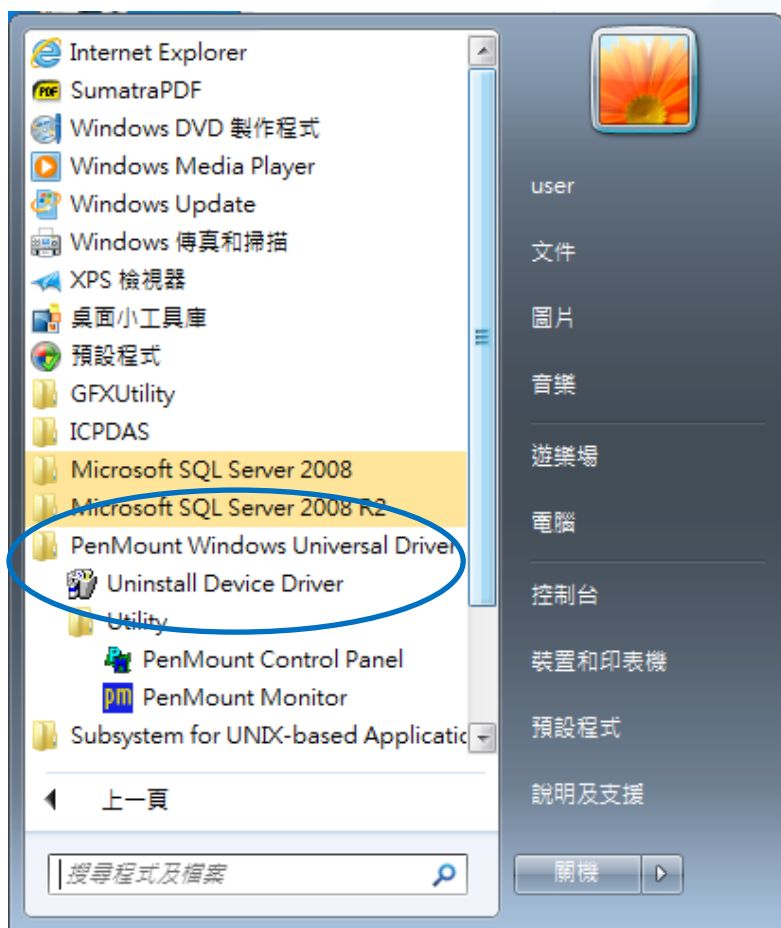 Internet Explorer
SumatraPDF
Windows DVD 製作程式
Windows Media Player
Windows Update
Windows 傳真和掃描
XPS 檢視器
桌面小工具庫
預設程式
GFXUtility
ICPDAS
Microsoft SQL Server 2008
Microsoft SQL Server 2008 R2
PenMount Windows Universal Driver
Uninstall Device Driver
Utility
PenMount Control Panel
pm PenMount Monitor
Subsystem for UNIX-based Applicatic
上一頁
搜尋程式及檔案
user
文件
圖片
音樂
遊樂場
電腦
控制台
裝置和印表機
預設程式
說明及支援
關機